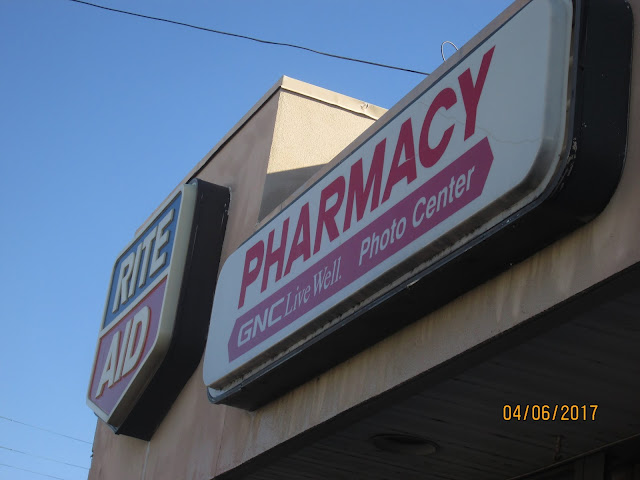 RITE
AID
PHARMACY
GNC Live Well. Photo Center
04/06/2017